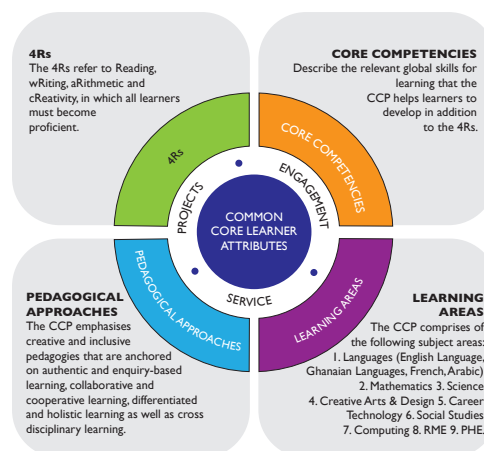 4Rs
The 4Rs refer to Reading,
wRiting, aRithmetic and
cReativity, in which all learners
must become
proficient.
CORE COMPETENCIES
Describe the relevant global skills for
learning that the
CCP helps learners to
develop in addition
to the 4Rs.
4Rs
CORE COMPETENCIES
PROJECTS
ENGAGEMENT
COMMON
CORE LEARNER
ATTRIBUTES
SERVICE
PEDAGOGICAL APPROACHES
LEARNING AREAS
PEDAGOGICAL
APPROACHES
The CCP emphasises
creative and inclusive
pedagogies that are anchored
on authentic and enquiry-based
learning, collaborative and
cooperative learning, differentiated
and holistic learning as well as cross
disciplinary learning.
LEARNING
AREAS
The CCP comprises of
the following subject areas:
1. Languages (English Language,
Ghanaian Languages, French, Arabic)
2. Mathematics 3. Science
4. Creative Arts & Design 5. Career
Technology 6. Social Studies
7. Computing 8. RME 9. PHE.